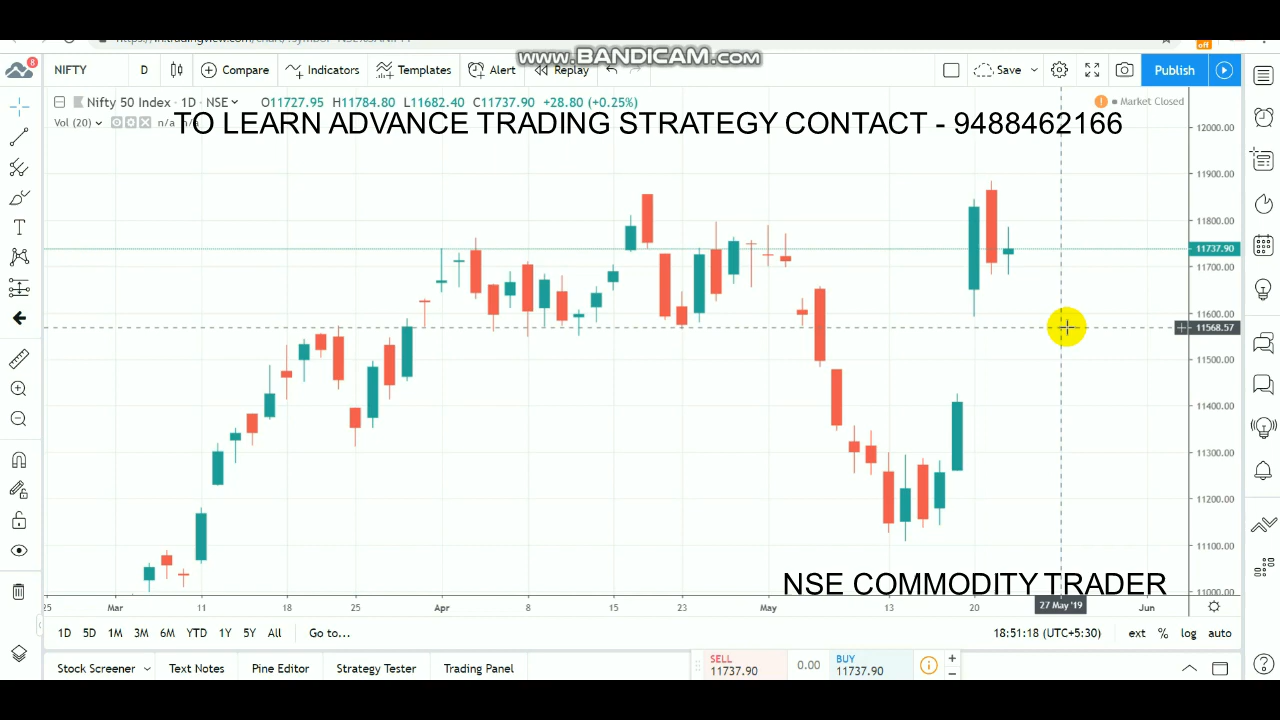 www.BANDICAM.com
8
NIFTY D Compare Indicators Templates Alert Replay Save Publish
off
Nifty 50 Index · 1D · NSE O11727.95 H11784.80 L11682.40 C11737.90 +28.80 (+0.25%)
Market Closed
Vol (20) n/a n/a
TO LEARN ADVANCE TRADING STRATEGY CONTACT - 9488462166
12000.00
11900.00
11800.00
11737.90
11700.00
11600.00
11568.57
11500.00
11400.00
11300.00
11200.00
11100.00
11000.00
NSE COMMODITY TRADER
25 Mar 11 18 25 Apr 8 15 23 May 13 20 27 May '19 Jun
1D 5D 1M 3M 6M YTD 1Y 5Y All Go to... 18:51:18 (UTC+5:30) ext % log auto
Stock Screener Text Notes Pine Editor Strategy Tester Trading Panel
SELL
11737.90
0.00
BUY
11737.90